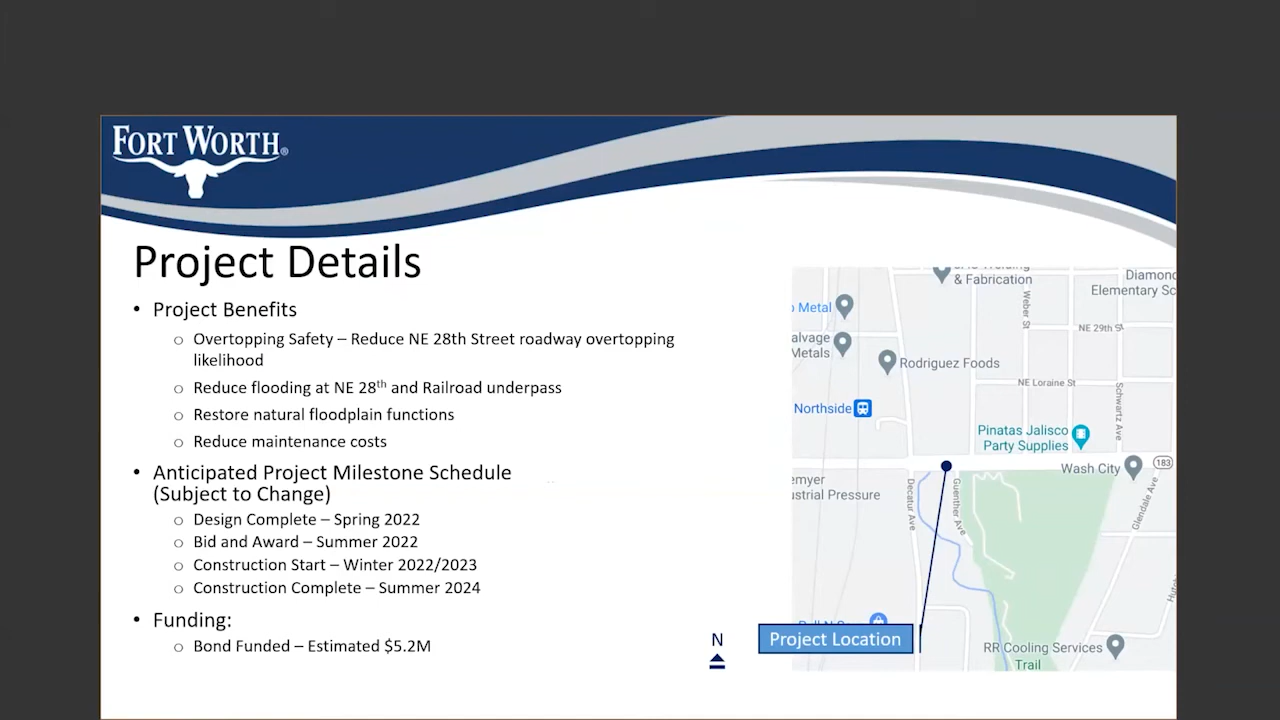 FORT WORTH®
Project Details
• Project Benefits
o Overtopping Safety – Reduce NE 28th Street roadway overtopping
likelihood
o Reduce flooding at NE 28th and Railroad underpass
o Restore natural floodplain functions
o Reduce maintenance costs
• Anticipated Project Milestone Schedule
(Subject to Change)
o Design Complete – Spring 2022
o Bid and Award – Summer 2022
o Construction Start – Winter 2022/2023
o Construction Complete – Summer 2024
• Funding:
o Bond Funded – Estimated $5.2M
N
Project Location
& Fabrication
Diamond
Elementary Sc
Metal
Weber St
NE 29th St
alvage
Metals
Rodriguez Foods
NE Loraine St
Schwartz Ave
Northside
Pinatas Jalisco
Party Supplies
Wash City
183
emyer
ustrial Pressure
Decatur Ave
Guenther Ave
Glendale Ave
RR Cooling Services
Trail